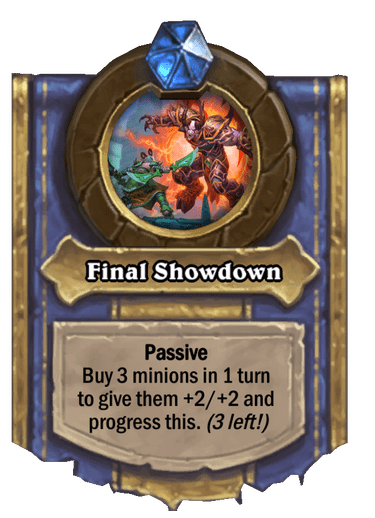 Final Showdown
Passive
Buy 3 minions in 1 turn
to give them +2/+2 and
progress this. (3 left!)